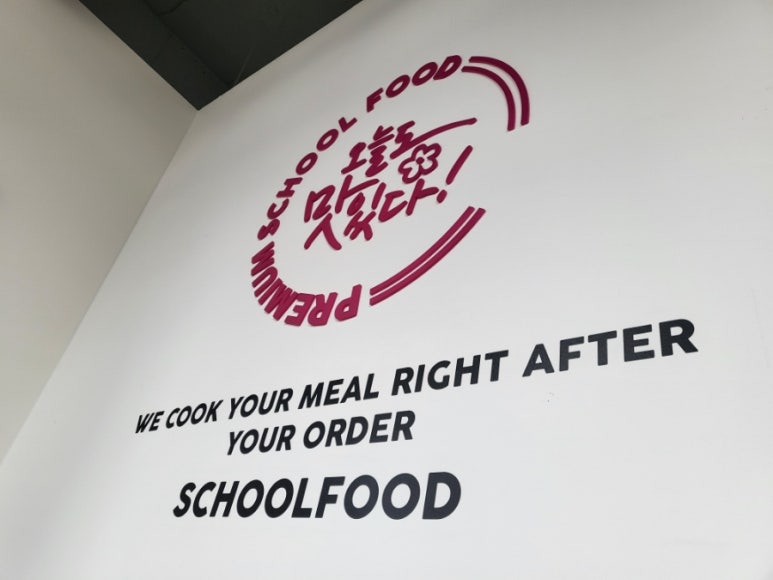 PREMIUM SCHOOL FOOD
오늘도
맛있다!
WE COOK YOUR MEAL RIGHT AFTER
YOUR ORDER
SCHOOLFOOD